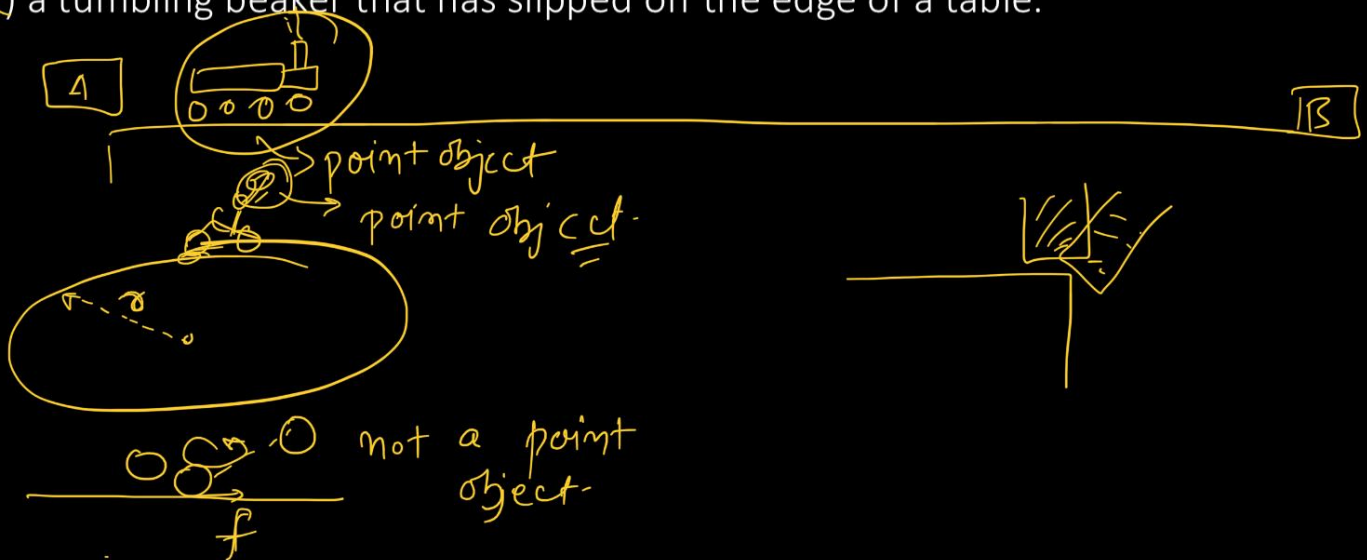 ) a tumbling beaker that has slipped off the edge of a table.
A
B
point object
point object.
r
not a point
object.
f